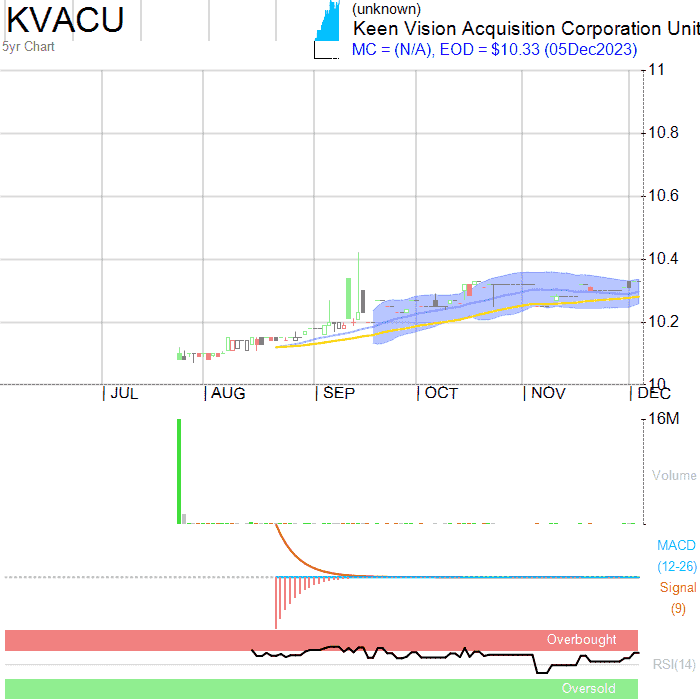 KVACU
5yr Chart
(unknown)
Keen Vision Acquisition Corporation Unit
MC = (N/A), EOD = $10.33 (05Dec2023)
11
10.8
10.6
10.4
10.2
10
JUL
AUG
SEP
OCT
NOV
DEC
16M
Volume
MACD
(12-26)
Signal
(9)
Overbought
RSI(14)
Oversold